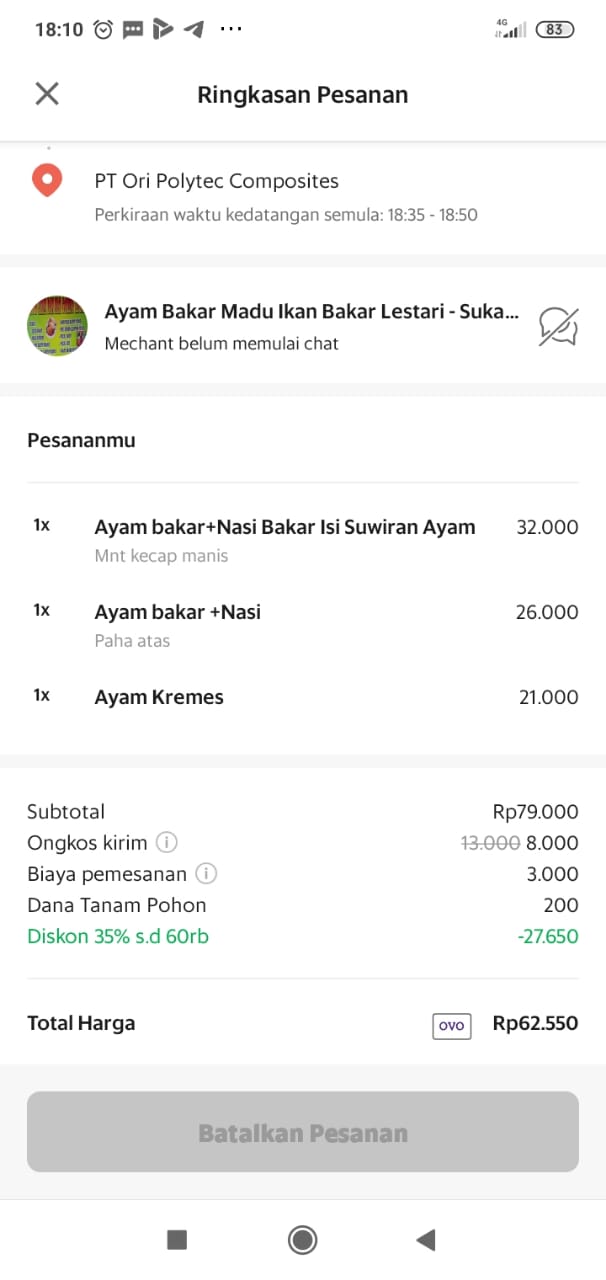 18:10
4G
83
Ringkasan Pesanan
PT Ori Polytec Composites
Perkiraan waktu kedatangan semula: 18:35 - 18:50
Ayam Bakar Madu Ikan Bakar Lestari - Suka...
Mechant belum memulai chat
Pesananmu
1x Ayam bakar+Nasi Bakar Isi Suwiran Ayam 32.000
Mnt kecap manis
1x Ayam bakar +Nasi 26.000
Paha atas
1x Ayam Kremes 21.000
Subtotal Rp79.000
Ongkos kirim 13.000 8.000
Biaya pemesanan 3.000
Dana Tanam Pohon 200
Diskon 35% s.d 60rb -27.650
Total Harga OVO Rp62.550
Batalkan Pesanan